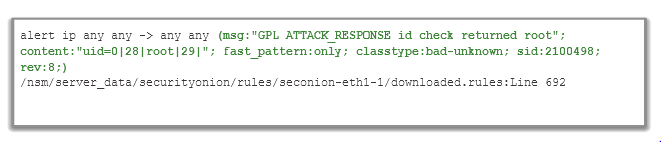 alert ip any any -> any any (msg:"GPL ATTACK_RESPONSE id check returned root";
content:"uid=0|28|root|29|"; fast_pattern:only; classtype:bad-unknown; sid:2100498;
rev:8;)
/nsm/server_data/securityonion/rules/seconion-eth1-1/downloaded.rules:Line 692